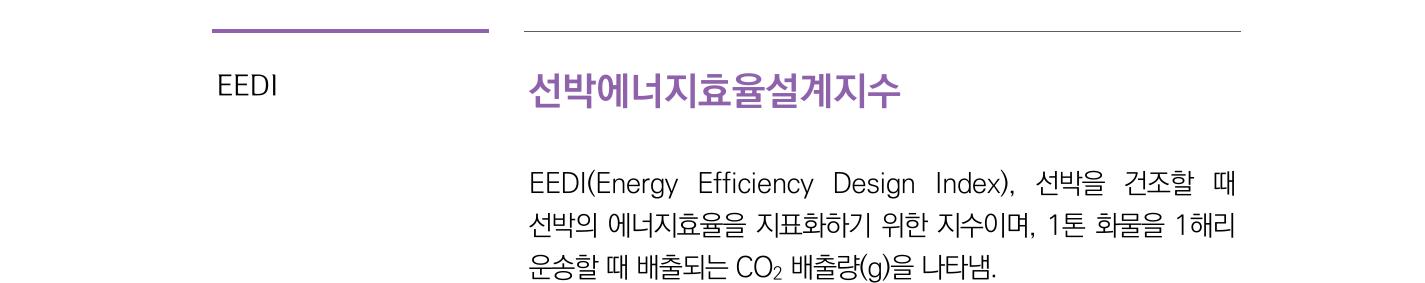 EEDI
선박에너지효율설계지수
EEDI(Energy Efficiency Design Index), 선박을 건조할 때
선박의 에너지효율을 지표화하기 위한 지수이며, 1톤 화물을 1해리
운송할 때 배출되는 CO₂ 배출량(g)을 나타냄.